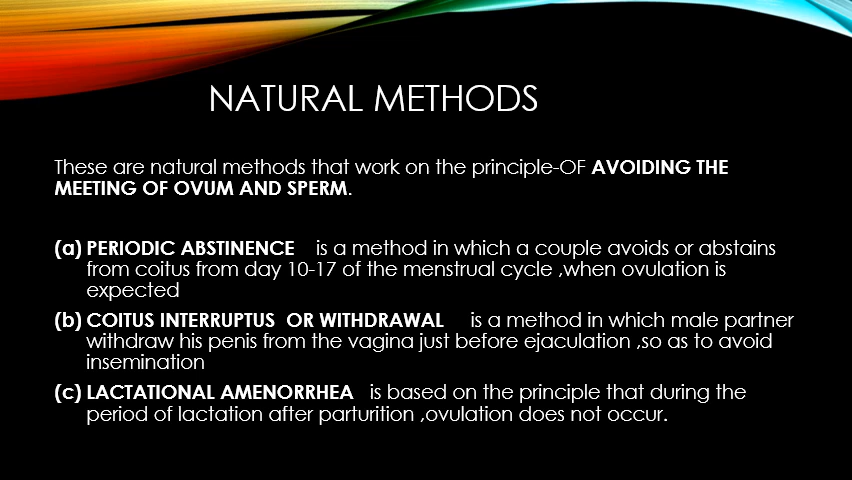 NATURAL METHODS
These are natural methods that work on the principle-OF AVOIDING THE
MEETING OF OVUM AND SPERM.
(a) PERIODIC ABSTINENCE is a method in which a couple avoids or abstains
from coitus from day 10-17 of the menstrual cycle ,when ovulation is
expected
(b) COITUS INTERRUPTUS OR WITHDRAWAL is a method in which male partner
withdraw his penis from the vagina just before ejaculation ,so as to avoid
insemination
(c) LACTATIONAL AMENORRHEA is based on the principle that during the
period of lactation after parturition ,ovulation does not occur.